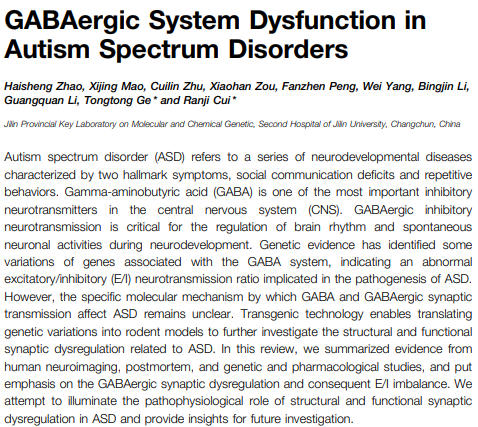 GABAergic System Dysfunction in
Autism Spectrum Disorders
Haisheng Zhao, Xijing Mao, Cuilin Zhu, Xiaohan Zou, Fanzhen Peng, Wei Yang, Bingjin Li,
Guangquan Li, Tongtong Ge* and Ranji Cui*
Jilin Provincial Key Laboratory on Molecular and Chemical Genetic, Second Hospital of Jilin University, Changchun, China
Autism spectrum disorder (ASD) refers to a series of neurodevelopmental diseases
characterized by two hallmark symptoms, social communication deficits and repetitive
behaviors. Gamma-aminobutyric acid (GABA) is one of the most important inhibitory
neurotransmitters in the central nervous system (CNS). GABAergic inhibitory
neurotransmission is critical for the regulation of brain rhythm and spontaneous
neuronal activities during neurodevelopment. Genetic evidence has identified some
variations of genes associated with the GABA system, indicating an abnormal
excitatory/inhibitory (E/I) neurotransmission ratio implicated in the pathogenesis of ASD.
However, the specific molecular mechanism by which GABA and GABAergic synaptic
transmission affect ASD remains unclear. Transgenic technology enables translating
genetic variations into rodent models to further investigate the structural and functional
synaptic dysregulation related to ASD. In this review, we summarized evidence from
human neuroimaging, postmortem, and genetic and pharmacological studies, and put
emphasis on the GABAergic synaptic dysregulation and consequent E/I imbalance. We
attempt to illuminate the pathophysiological role of structural and functional synaptic
dysregulation in ASD and provide insights for future investigation.